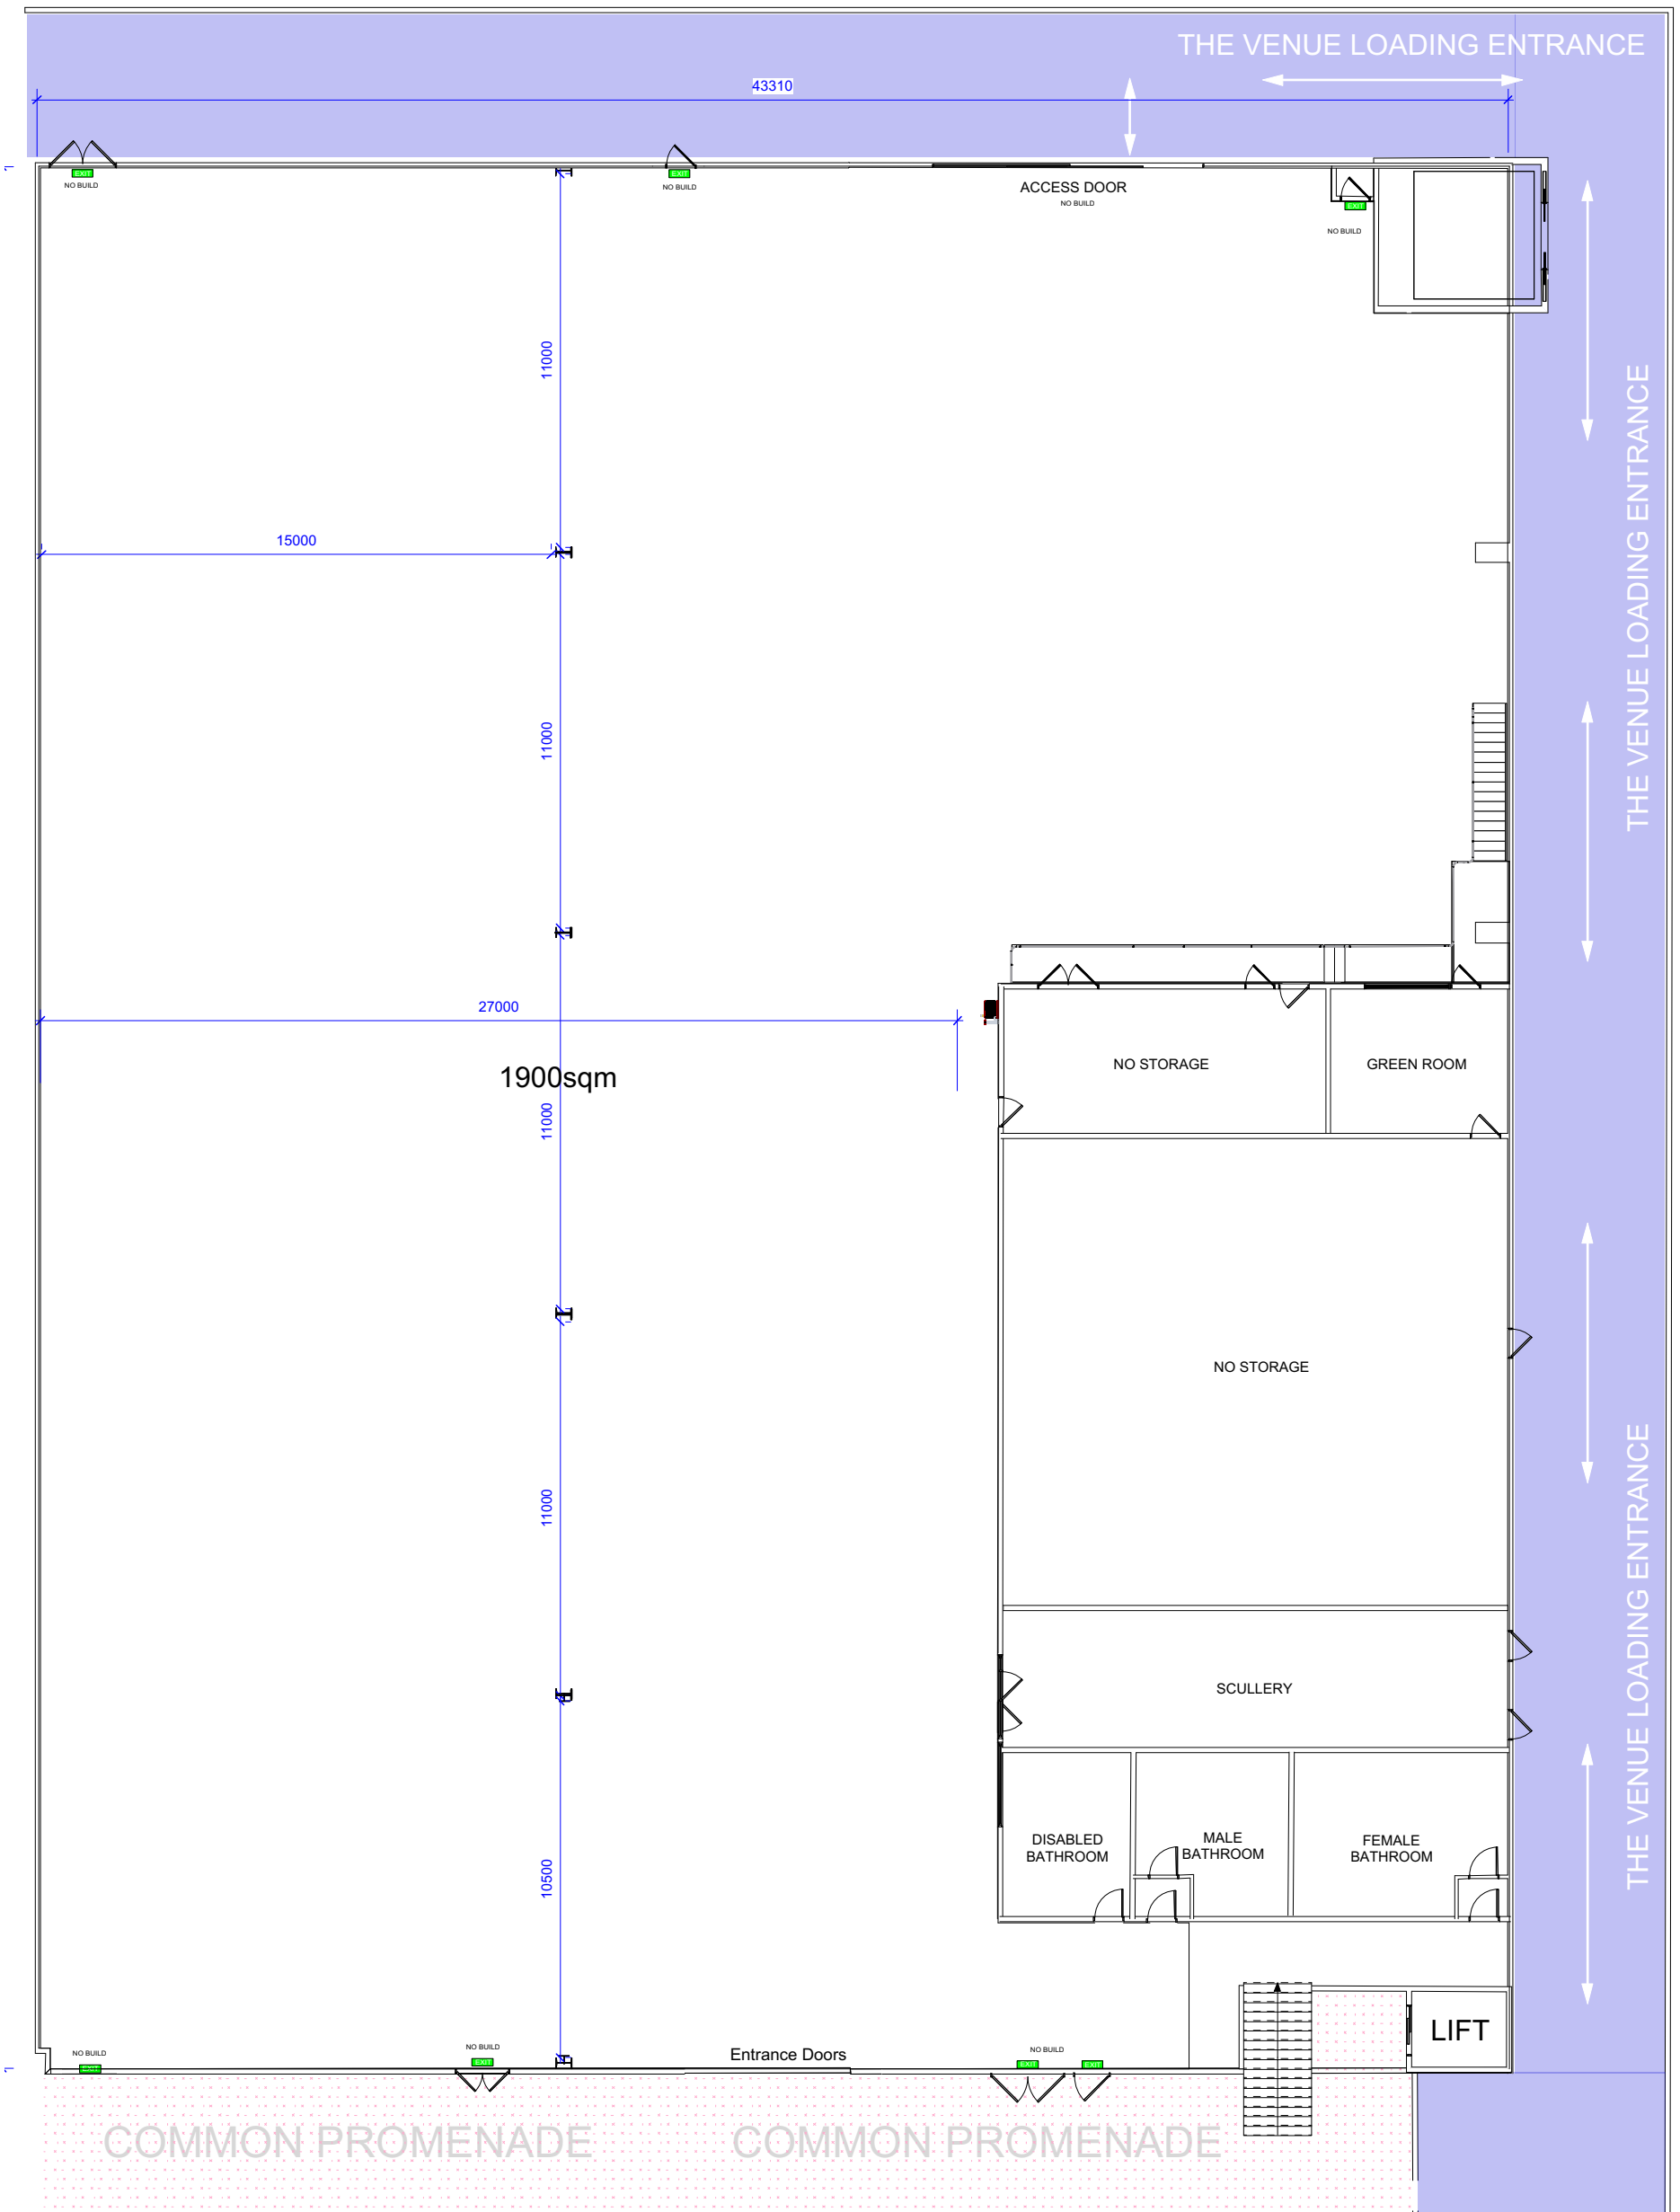 THE VENUE LOADING ENTRANCE
43310
EXIT
NO BUILD
EXIT
NO BUILD
ACCESS DOOR
NO BUILD
EXIT
NO BUILD
11000
THE VENUE LOADING ENTRANCE
15000
11000
27000
1900sqm
11000
NO STORAGE
GREEN ROOM
NO STORAGE
11000
THE VENUE LOADING ENTRANCE
SCULLERY
DISABLED
BATHROOM
MALE
BATHROOM
FEMALE
BATHROOM
10500
LIFT
NO BUILD
EXIT
NO BUILD
EXIT
Entrance Doors
NO BUILD
EXIT
EXIT
COMMON PROMENADE
COMMON PROMENADE